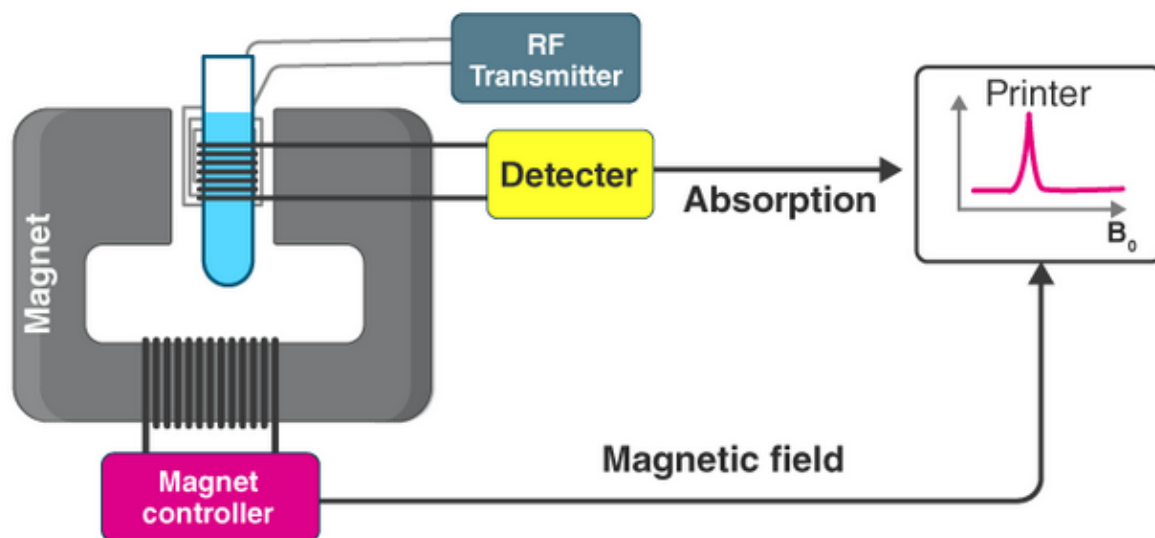 RF
Transmitter
Printer
Detecter
Absorption
B0
Magnet
Magnetic field
Magnet
controller